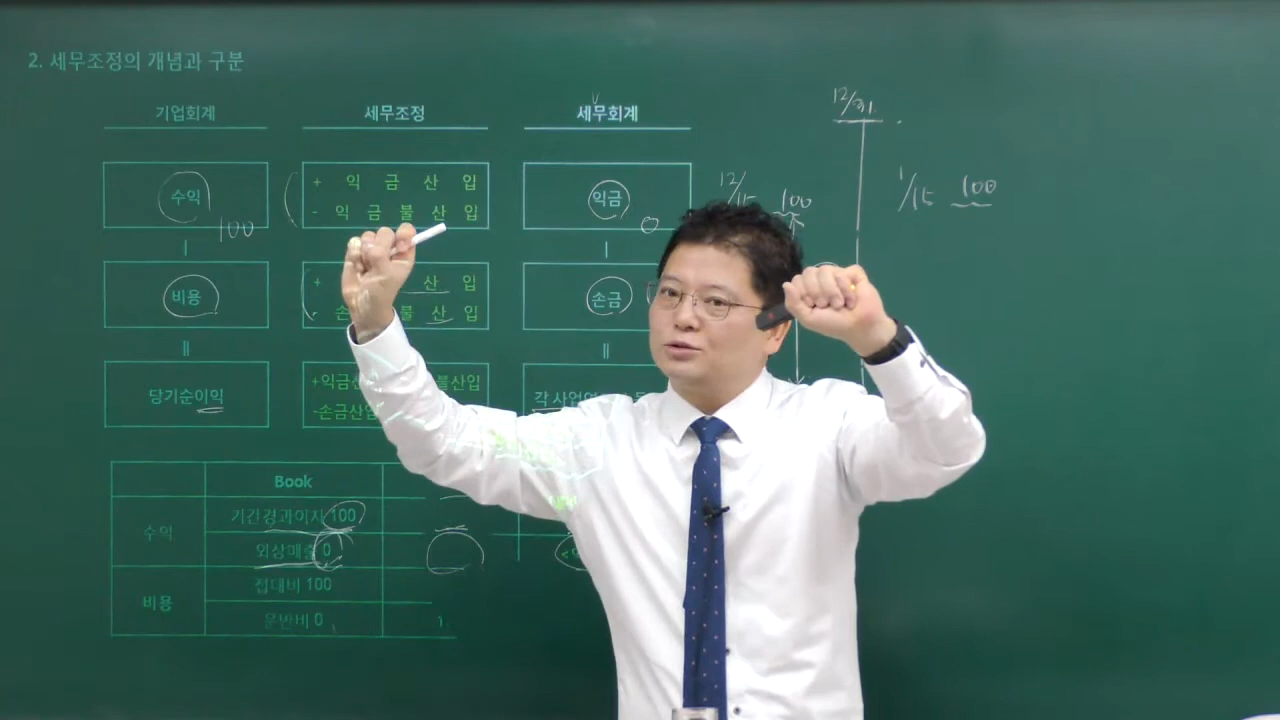 2. 세무조정의 개념과 구분
기업회계 세무조정 세무회계
12/31
수익
100
+ 익 금 산 입
- 익 금 불 산 입
익금
0
12/15 100
1/15 100
비용
+ 산 입
손 불 산 입
손금
당기순이익
+익금산 불산입
-손금산입
각 사업연
Book
수익
기간경과이자 100
외상매출 0
비용
접대비 100
운반비 0